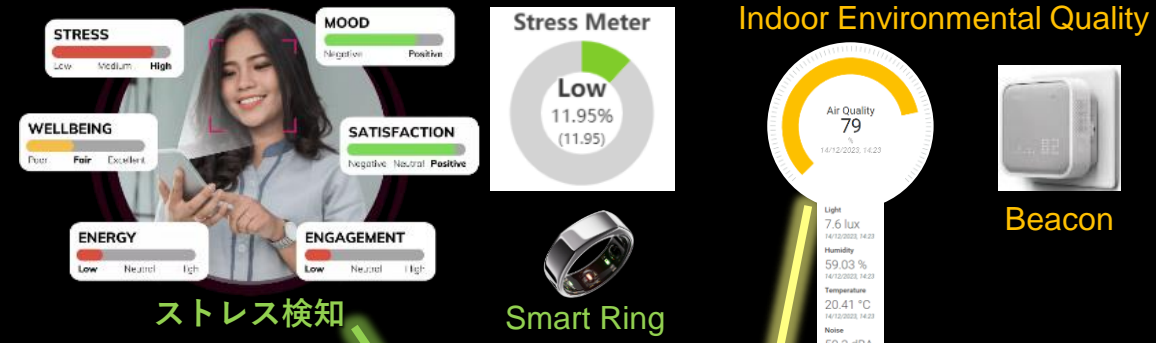 STRESS
Low Medium High
MOOD
Negative Positive
WELLBEING
Poor Fair Excellent
SATISFACTION
Negative Neutral Positive
ENERGY
Low Neutral High
ENGAGEMENT
Low Neutral High
ストレス検知
Stress Meter
Low
11.95%
(11.95)
Smart Ring
Indoor Environmental Quality
Air Quality
79
%
14/12/2023, 14:23
Light
7.6 lux
14/12/2023, 14:23
Humidity
59.03 %
14/12/2023, 14:23
Temperature
20.41 °C
14/12/2023, 14:23
Noise
Beacon